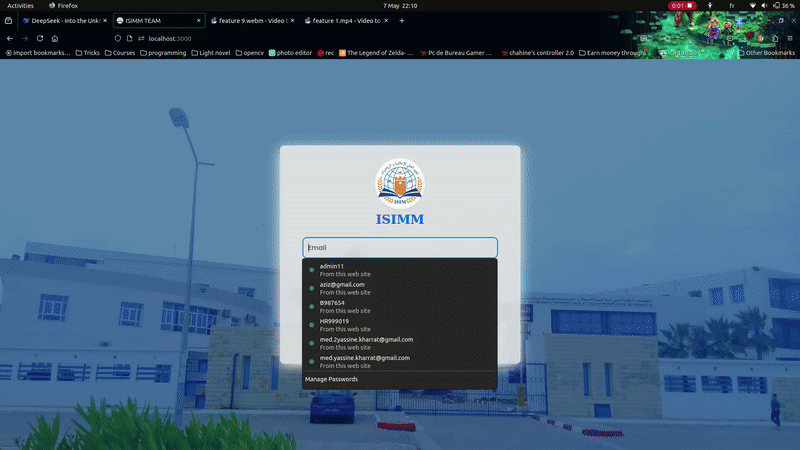 Activities
Firefox
7 May 22:10
0:01
fr
36 %
DeepSeek - Into the Unk
ISIMM TEAM
feature 9.webm - Video t
feature 1.mp4 - Video to
localhost:3000
Import bookmarks...
Tricks
Courses
programming
Light novel
opencv
photo editor
rec
The Legend of Zelda-
Pc de Bureau Gamer
chahine's controller 2.0
Earn money throught
Other Bookmarks
ISIM
ISIMM
Email
admin11
From this web site
aziz@gmail.com
From this web site
B987654
From this web site
HR999019
From this web site
med.2yassine.kharrat@gmail.com
From this web site
med.yassine.kharrat@gmail.com
From this web site
Manage Passwords